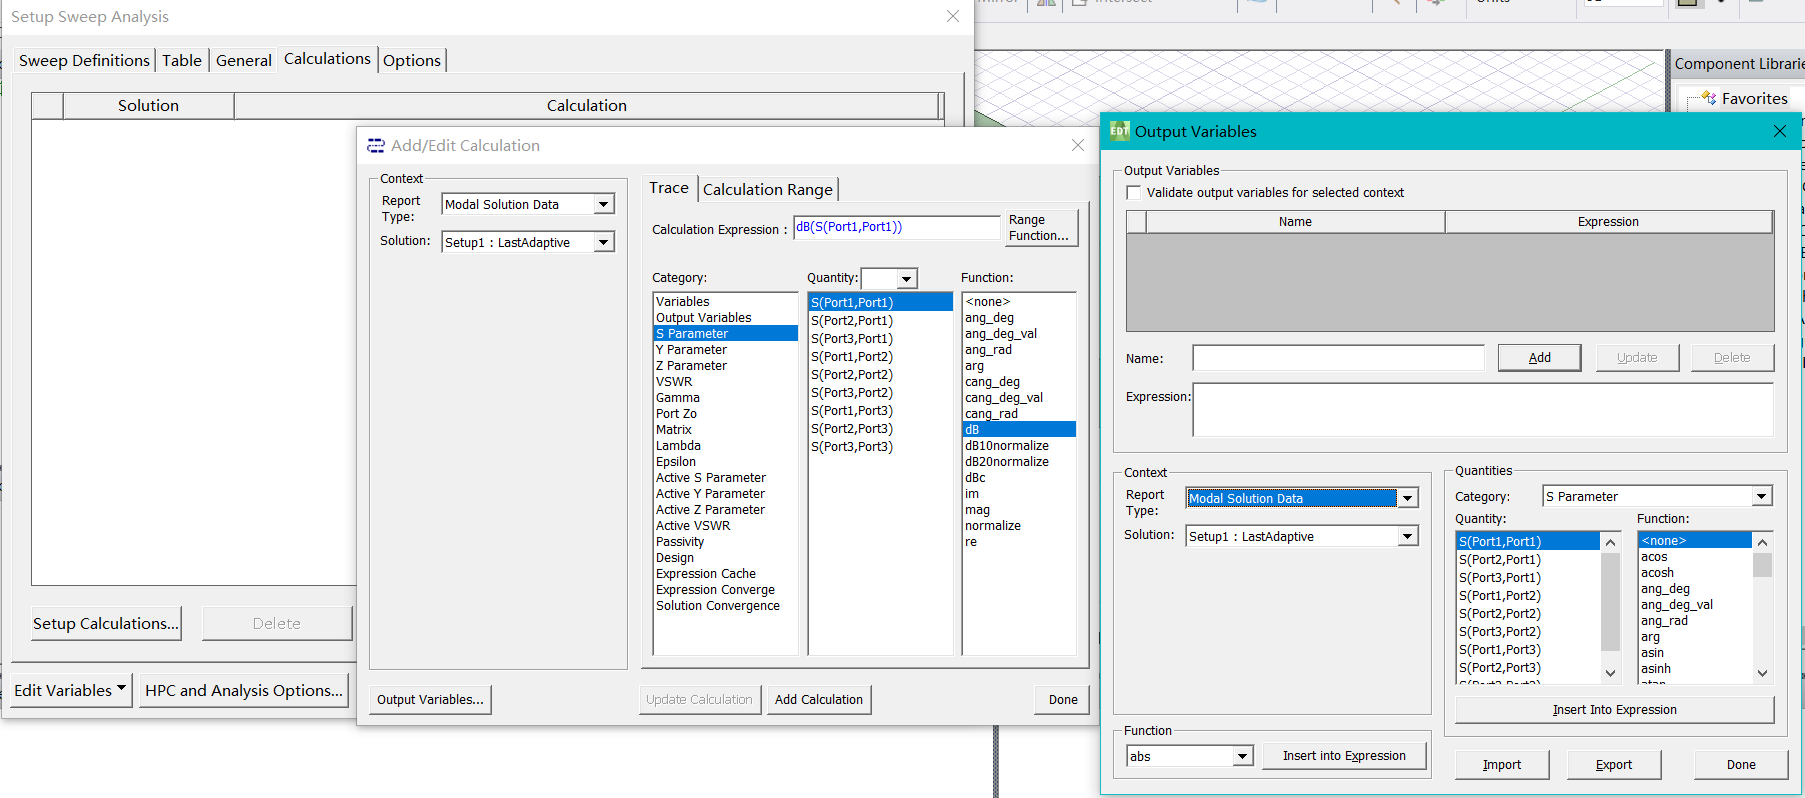 Setup Sweep Analysis
Sweep Definitions
Table
General
Calculations
Options
Solution
Calculation
Setup Calculations...
Delete
Edit Variables
HPC and Analysis Options...
Add/Edit Calculation
Context
Report Type:
Modal Solution Data
Solution:
Setup1 : LastAdaptive
Output Variables...
Trace
Calculation Range
Calculation Expression :
dB(S(Port1,Port1))
Range Function...
Category:
Variables
Output Variables
S Parameter
Y Parameter
Z Parameter
VSWR
Gamma
Port Zo
Matrix
Lambda
Epsilon
Active S Parameter
Active Y Parameter
Active Z Parameter
Active VSWR
Passivity
Design
Expression Cache
Expression Converge
Solution Convergence
Quantity:
S(Port1,Port1)
S(Port2,Port1)
S(Port3,Port1)
S(Port1,Port2)
S(Port2,Port2)
S(Port3,Port2)
S(Port1,Port3)
S(Port2,Port3)
S(Port3,Port3)
Function:
<none>
ang_deg
ang_deg_val
ang_rad
arg
cang_deg
cang_deg_val
cang_rad
dB
dB10normalize
dB20normalize
dBc
im
mag
normalize
re
Update Calculation
Add Calculation
Done
Component Librarie
Favorites
EDT
Output Variables
Output Variables
Validate output variables for selected context
Name
Expression
Name:
Add
Update
Delete
Expression:
Context
Report Type:
Modal Solution Data
Solution:
Setup1 : LastAdaptive
Function
abs
Insert into Expression
Quantities
Category:
S Parameter
Quantity:
S(Port1,Port1)
S(Port2,Port1)
S(Port3,Port1)
S(Port1,Port2)
S(Port2,Port2)
S(Port3,Port2)
S(Port1,Port3)
S(Port2,Port3)
Function:
<none>
acos
acosh
ang_deg
ang_deg_val
ang_rad
arg
asin
asinh
atan
Insert Into Expression
Import
Export
Done